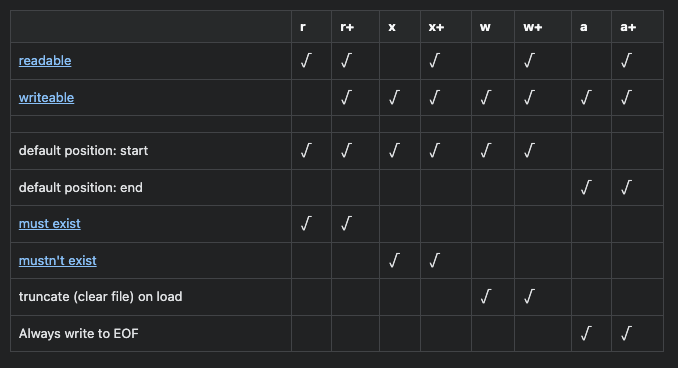 r r+ x x+ w w+ a a+
readable √ √ √ √ √
writeable √ √ √ √ √ √ √
default position: start √ √ √ √ √ √
default position: end √ √
must exist √ √
mustn't exist √ √
truncate (clear file) on load √ √
Always write to EOF √ √